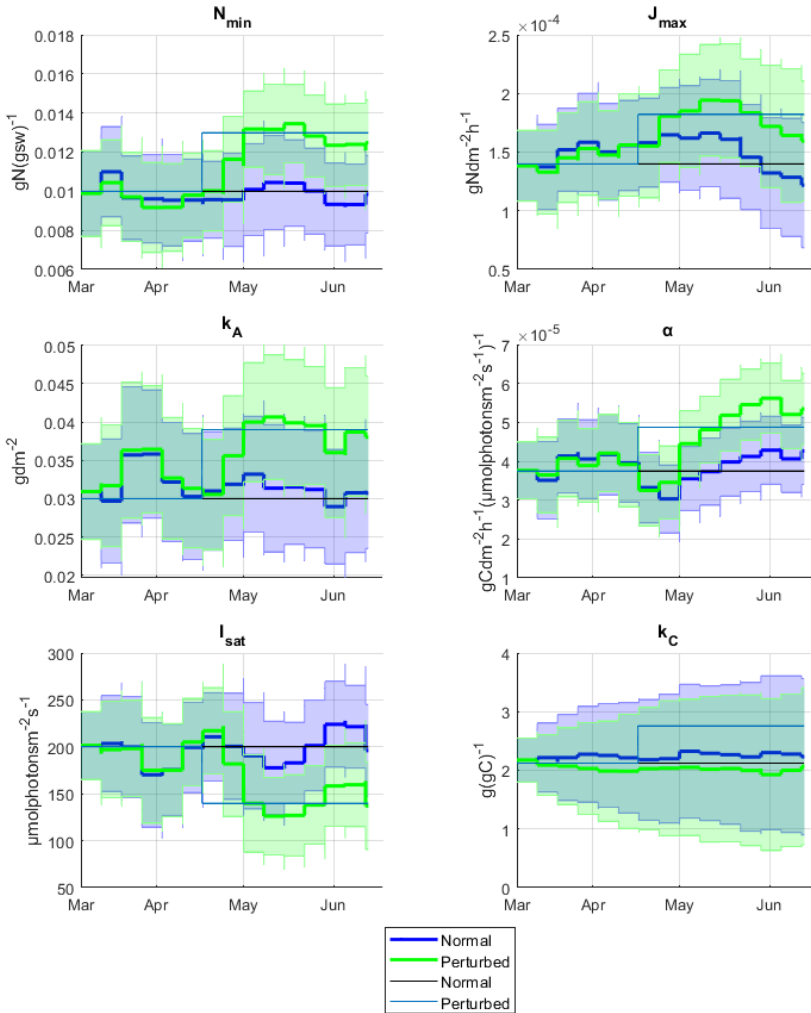 N_min
J_max
×10^-4
gN(gsw)^-1
0.018
0.016
0.014
0.012
0.01
0.008
0.006
Mar Apr May Jun
gNdm^-2h^-1
2.5
2
1.5
1
0.5
Mar Apr May Jun
k_A
α
×10^-5
gdm^-2
0.05
0.045
0.04
0.035
0.03
0.025
0.02
Mar Apr May Jun
gCdm^-2h^-1(μmolphotonsm^-2s^-1)^-1
7
6
5
4
3
2
1
Mar Apr May Jun
I_sat
k_C
μmolphotonsm^-2s^-1
300
250
200
150
100
50
Mar Apr May Jun
g(gC)^-1
4
3
2
1
0
Mar Apr May Jun
Normal
Perturbed
Normal
Perturbed